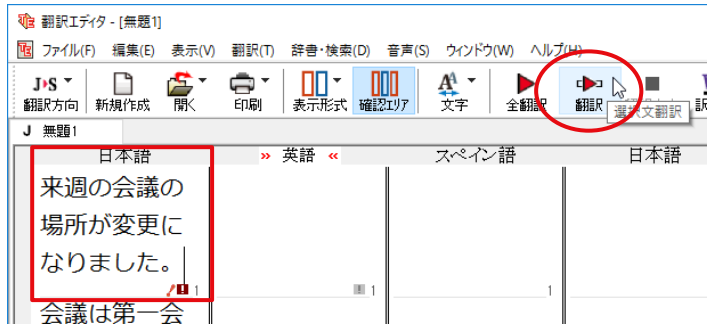 翻訳エディタ - [無題1]
ファイル(F) 編集(E) 表示(V) 翻訳(T) 辞書・検索(D) 音声(S) ウインドウ(W) ヘルプ(H)
J▸S
翻訳方向 新規作成 開く 印刷 表示形式 確認エリア 文字 全翻訳 翻訳
選択文翻訳
J 無題1
日本語 » 英語 « スペイン語 日本語
来週の会議の
場所が変更に
なりました。
1 1 1
会議は第一会